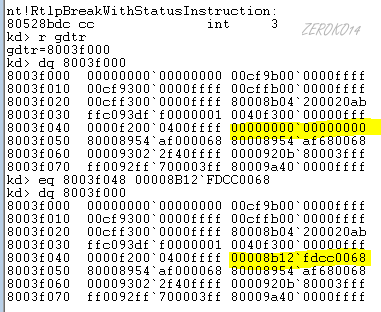 nt!RtlpBreakWithStatusInstruction:
80528bdc cc              int     3
ZEROK014
kd> r gdtr
gdtr=8003f000
kd> dq 8003f000
8003f000  00000000`00000000 00cf9b00`0000ffff
8003f010  00cf9300`0000ffff 00cffb00`0000ffff
8003f020  00cff300`0000ffff 80008b04`200020ab
8003f030  ffc093df`f0000001 0040f300`00000fff
8003f040  0000f200`0400ffff 00000000`00000000
8003f050  80008954`af000068 80008954`af680068
8003f060  00009302`2f40ffff 0000920b`80003fff
8003f070  ff0092ff`700003ff 80009a40`0000ffff
kd> eq 8003f048 00008B12`FDCC0068
kd> dq 8003f000
8003f000  00000000`00000000 00cf9b00`0000ffff
8003f010  00cf9300`0000ffff 00cffb00`0000ffff
8003f020  00cff300`0000ffff 80008b04`200020ab
8003f030  ffc093df`f0000001 0040f300`00000fff
8003f040  0000f200`0400ffff 00008b12`fdcc0068
8003f050  80008954`af000068 80008954`af680068
8003f060  00009302`2f40ffff 0000920b`80003fff
8003f070  ff0092ff`700003ff 80009a40`0000ffff